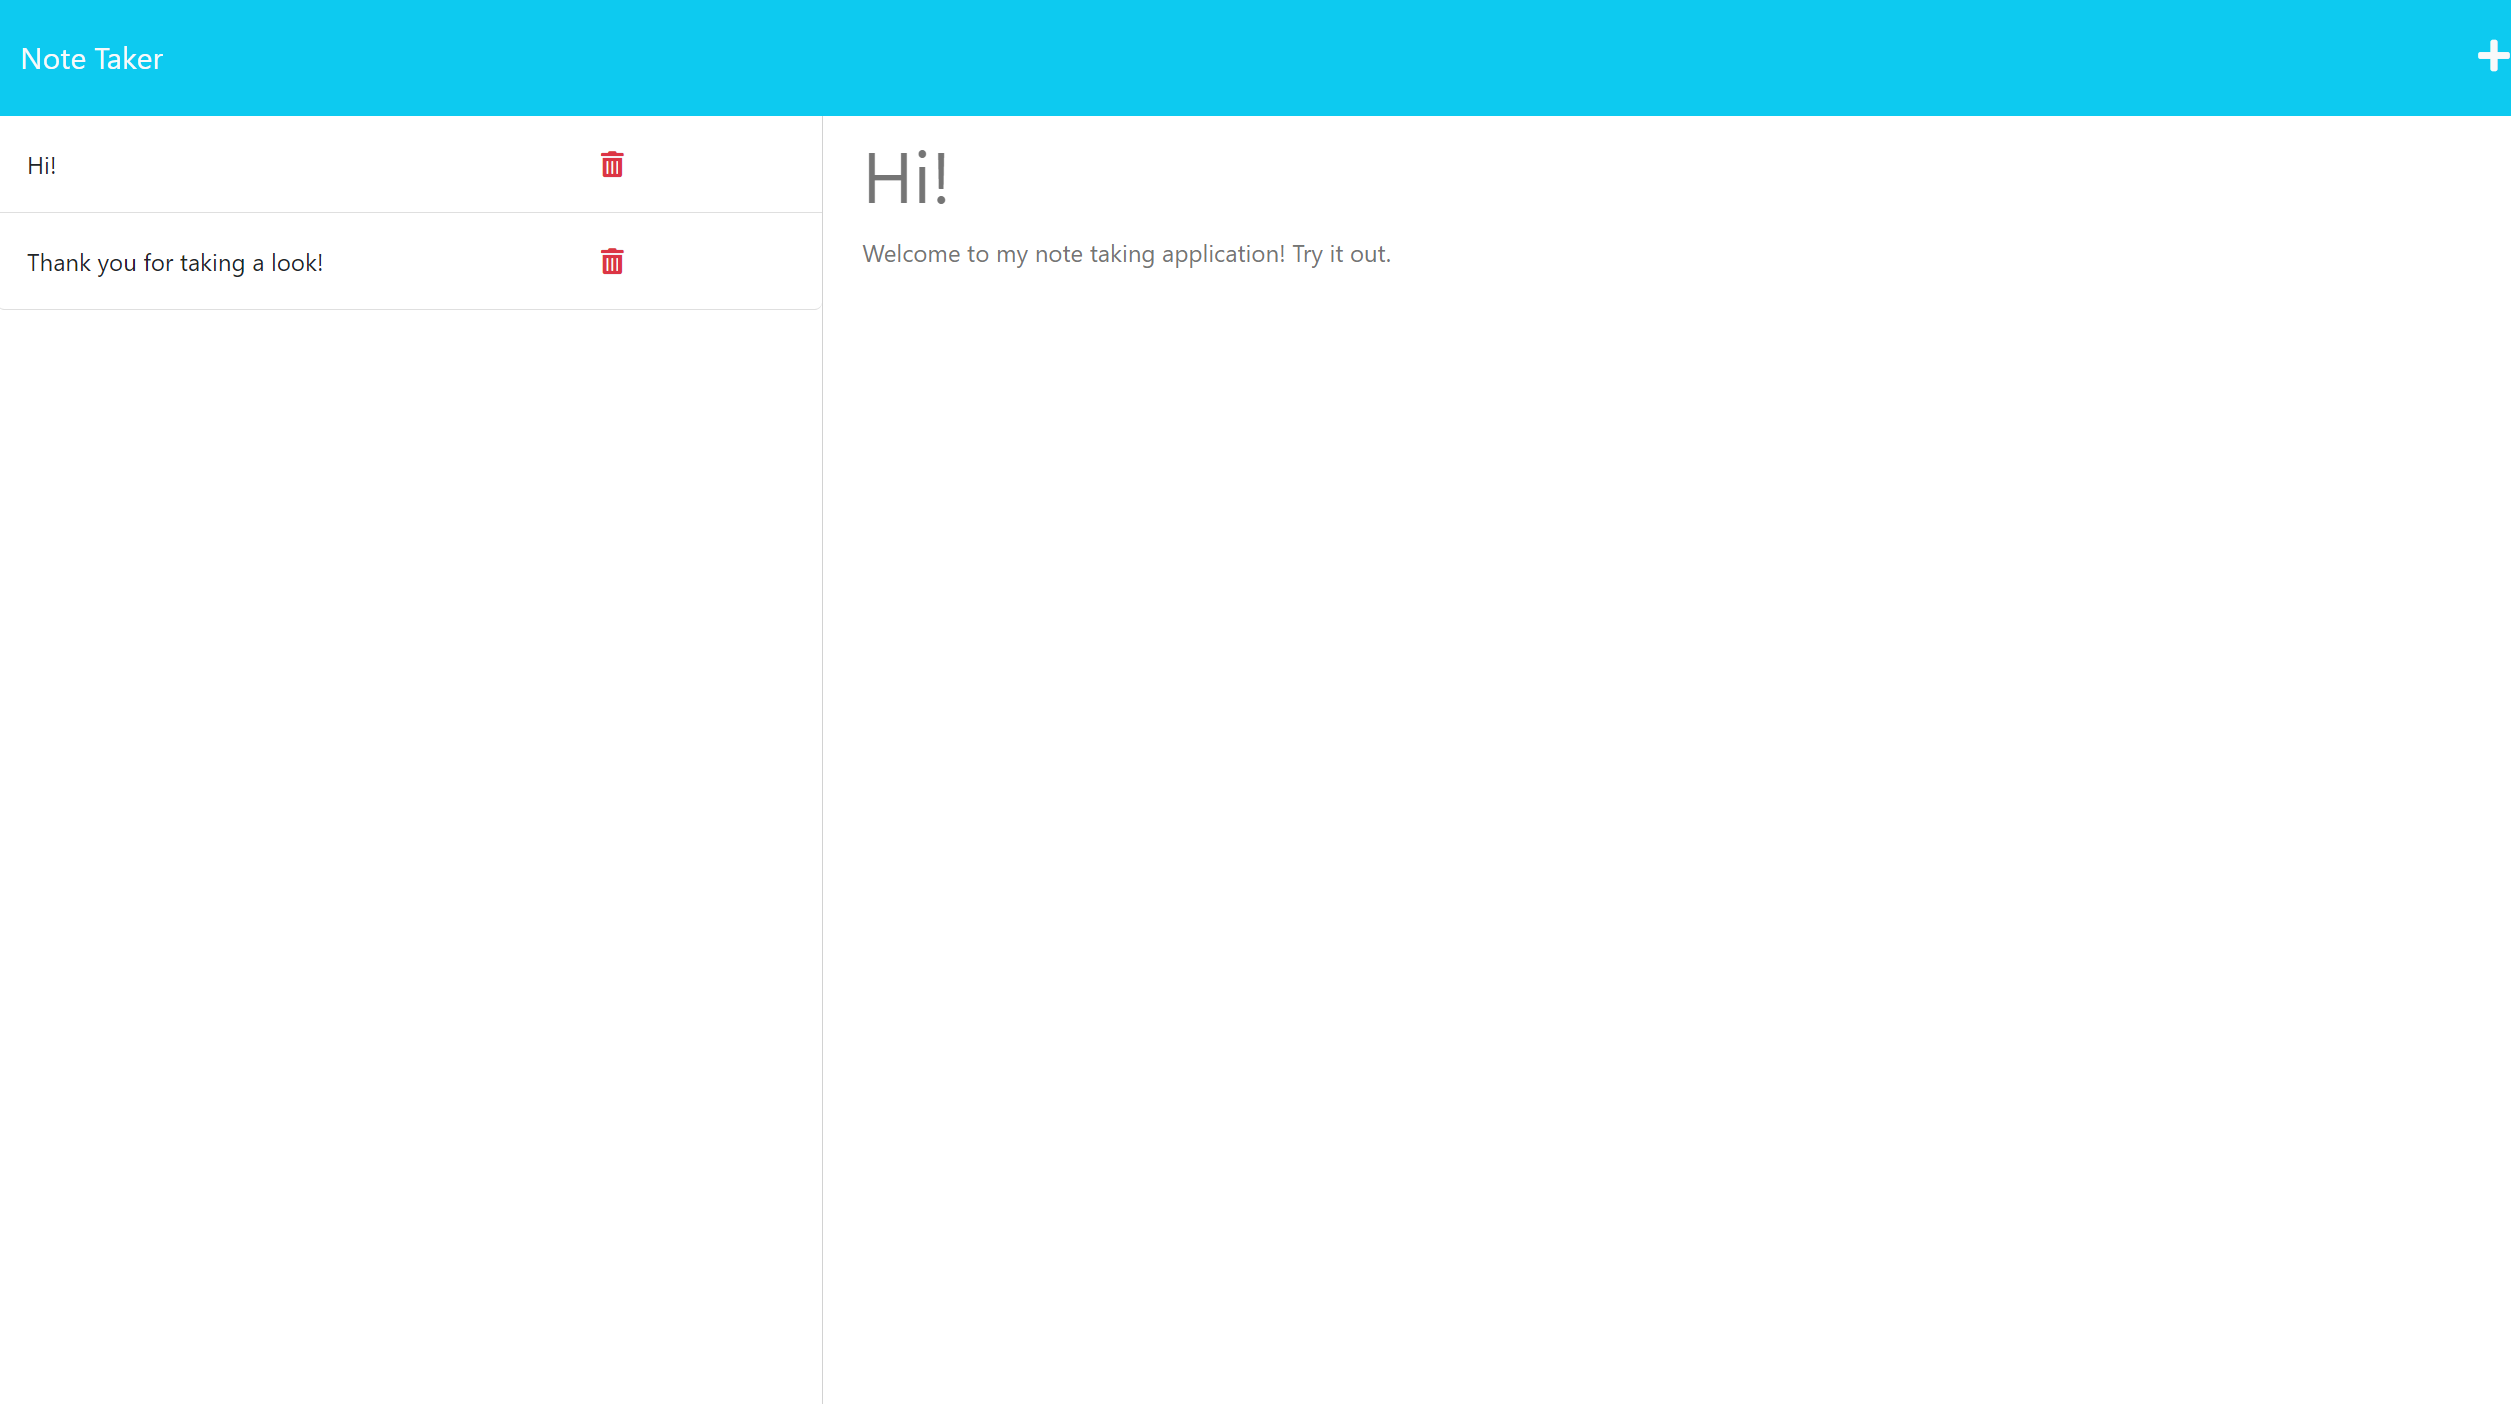 Note Taker
Hi!
Thank you for taking a look!
Hi!
Welcome to my note taking application! Try it out.